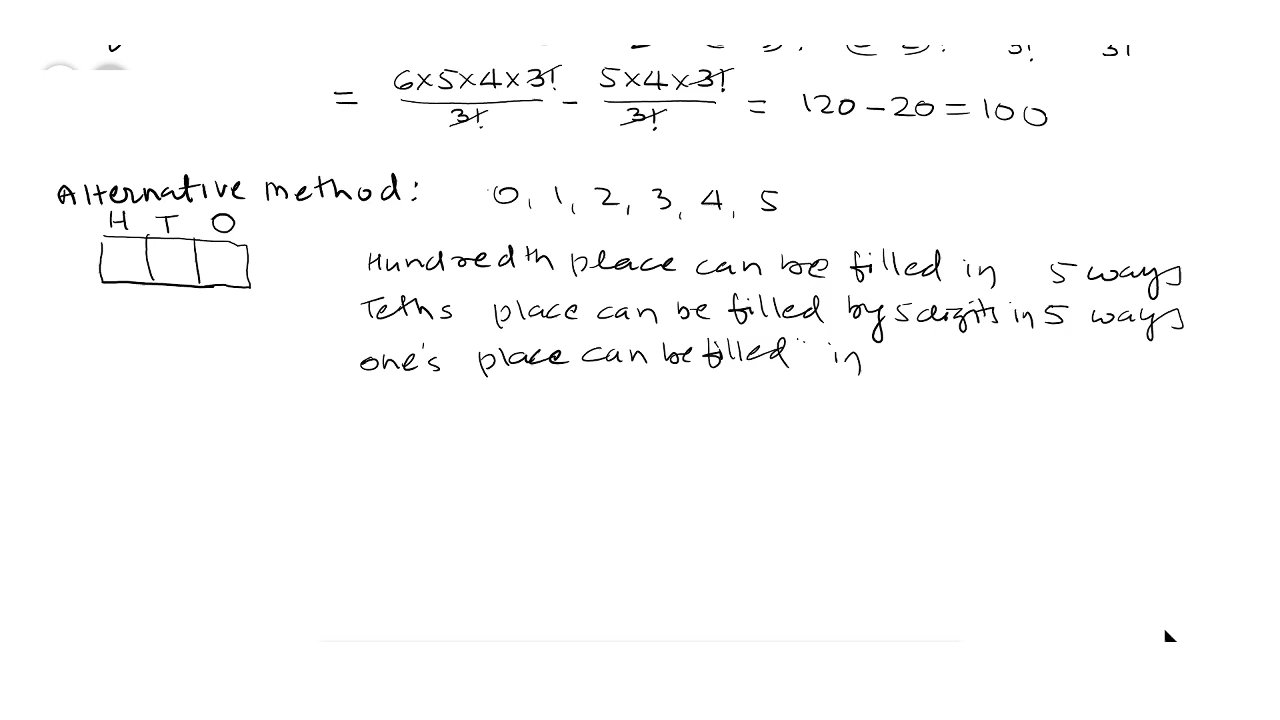 = 6×5×4×3!/3! - 5×4×3!/3! = 120-20=100
Alternative method: 0, 1, 2, 3, 4, 5
H T O
Hundredth place can be filled in 5 ways
Teths place can be filled by 5 digits in 5 ways
one's place can be filled in